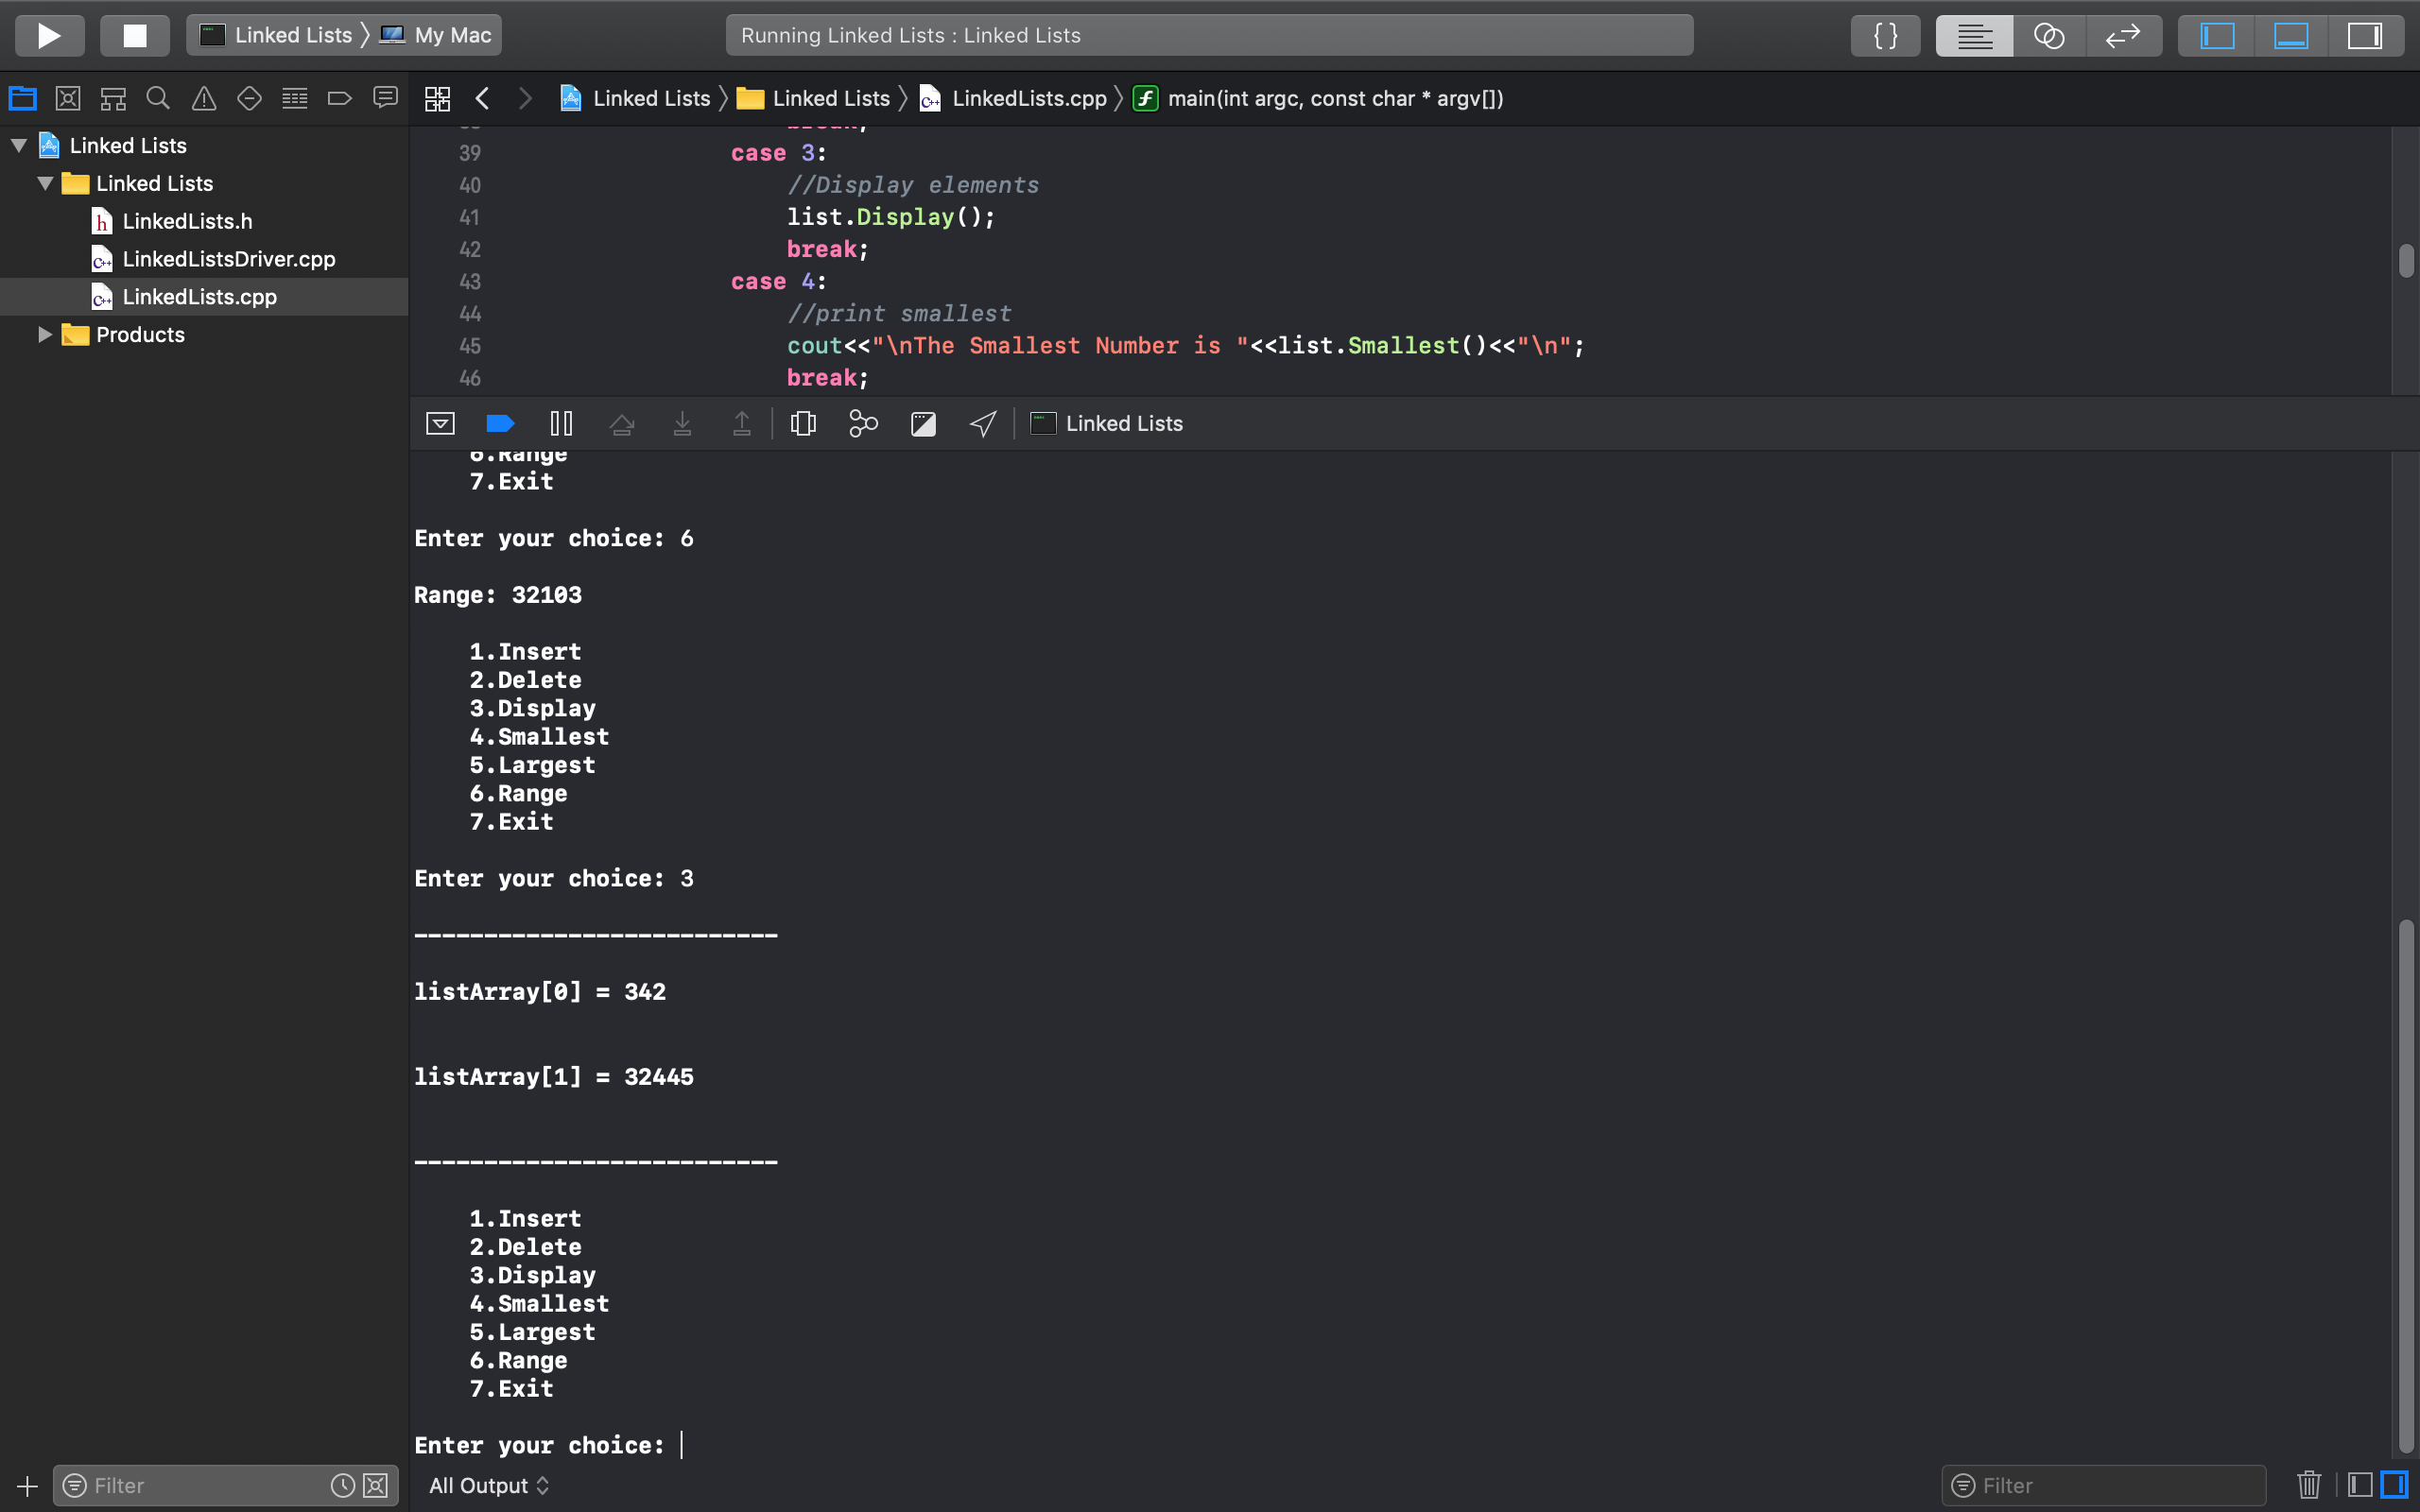 Linked Lists
My Mac
Running Linked Lists : Linked Lists
{ }
Linked Lists
Linked Lists
LinkedLists.cpp
main(int argc, const char * argv[])
Linked Lists
Linked Lists
LinkedLists.h
LinkedListsDriver.cpp
LinkedLists.cpp
Products
break;
39 case 3:
40 //Display elements
41 list.Display();
42 break;
43 case 4:
44 //print smallest
45 cout<<"\nThe Smallest Number is "<<list.Smallest()<<"\n";
46 break;
Linked Lists
6.Range
7.Exit
Enter your choice: 6
Range: 32103
1.Insert
2.Delete
3.Display
4.Smallest
5.Largest
6.Range
7.Exit
Enter your choice: 3
--------------------------
listArray[0] = 342
listArray[1] = 32445
--------------------------
1.Insert
2.Delete
3.Display
4.Smallest
5.Largest
6.Range
7.Exit
Enter your choice:
Filter
All Output
Filter